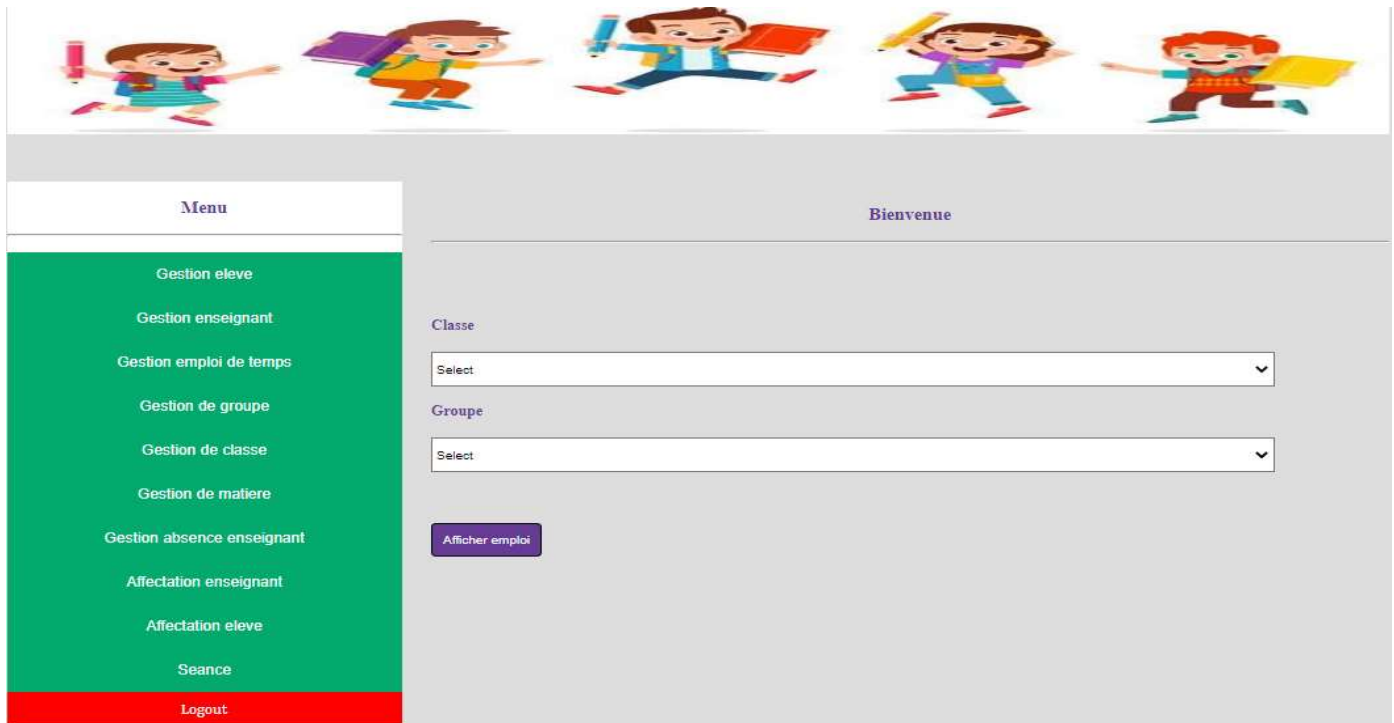 Menu
Gestion eleve
Gestion enseignant
Gestion emploi de temps
Gestion de groupe
Gestion de classe
Gestion de matiere
Gestion absence enseignant
Affectation enseignant
Affectation eleve
Seance
Logout
Bienvenue
Classe
Select
Groupe
Select
Afficher emploi